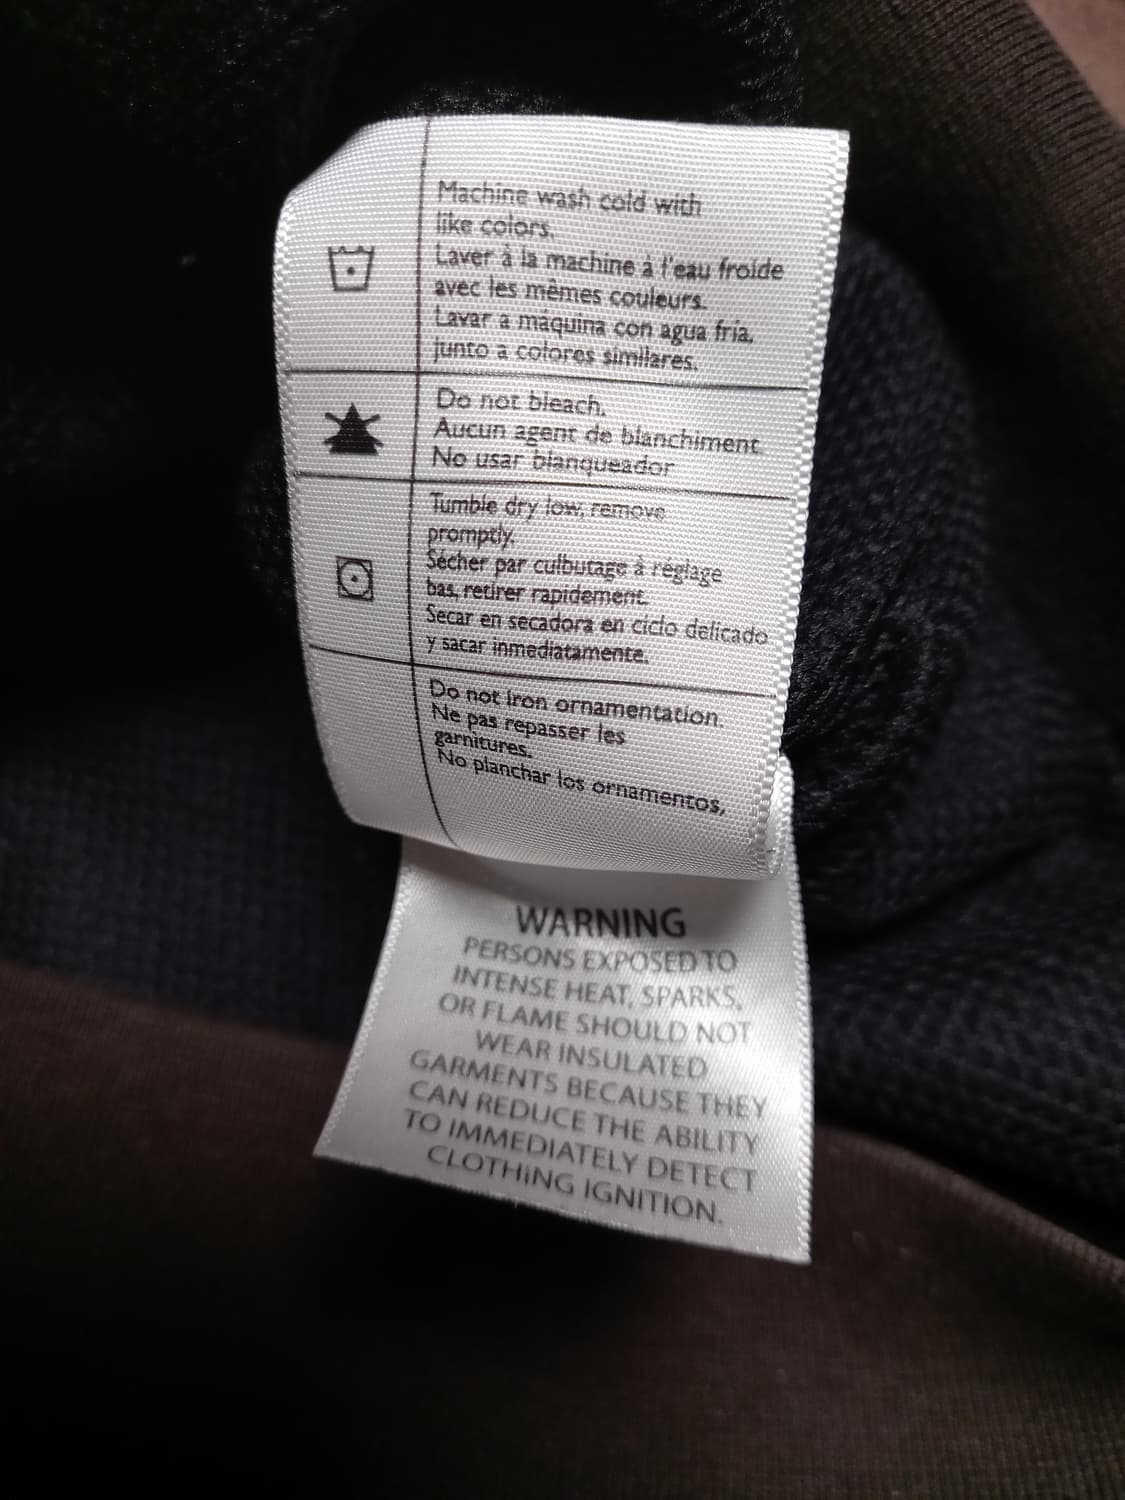 Machine wash cold with
like colors.
Laver à la machine à l'eau froide
avec les mêmes couleurs.
Lavar a máquina con agua fría,
junto a colores similares.
Do not bleach.
Aucun agent de blanchiment
No usar blanqueador
Tumble dry low, remove
promptly.
Sécher par culbutage à réglage
bas, retirer rapidement.
Secar en secadora en ciclo delicado
y sacar inmediatamente.
Do not iron ornamentation.
Ne pas repasser les
garnitures.
No planchar los ornamentos,
WARNING
PERSONS EXPOSED TO
INTENSE HEAT, SPARKS,
OR FLAME SHOULD NOT
WEAR INSULATED
GARMENTS BECAUSE THEY
CAN REDUCE THE ABILITY
TO IMMEDIATELY DETECT
CLOTHING IGNITION.